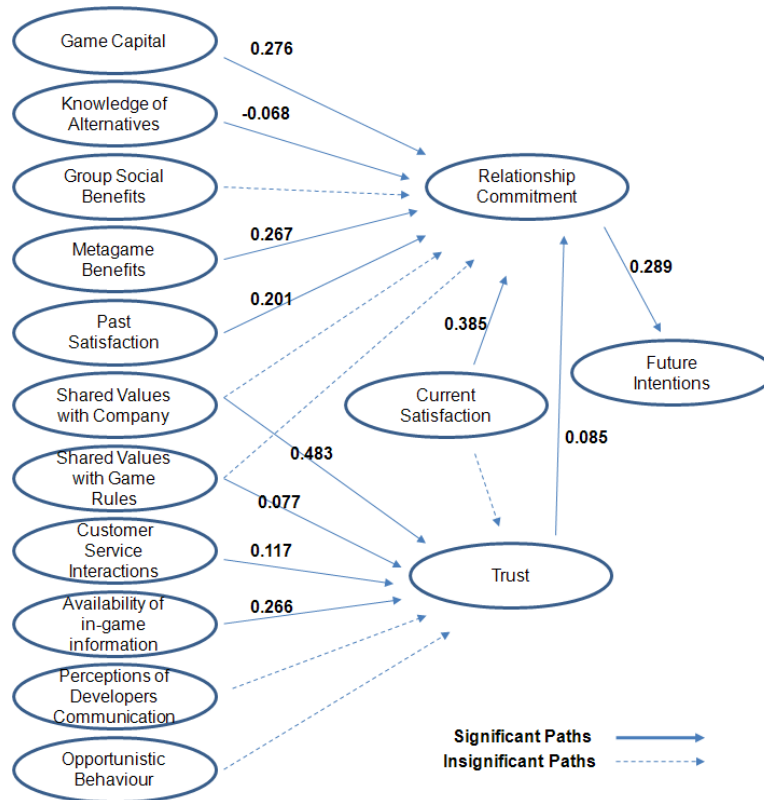 Game Capital
0.276
Knowledge of
Alternatives
-0.068
Group Social
Benefits
Relationship
Commitment
Metagame
Benefits
0.267
0.289
Past
Satisfaction
0.201
0.385
Future
Intentions
Shared Values
with Company
Current
Satisfaction
0.085
0.483
Shared Values
with Game
Rules
0.077
Customer
Service
Interactions
0.117
Trust
Availability of
in-game
information
0.266
Perceptions of
Developers
Communication
Significant Paths
Insignificant Paths
Opportunistic
Behaviour